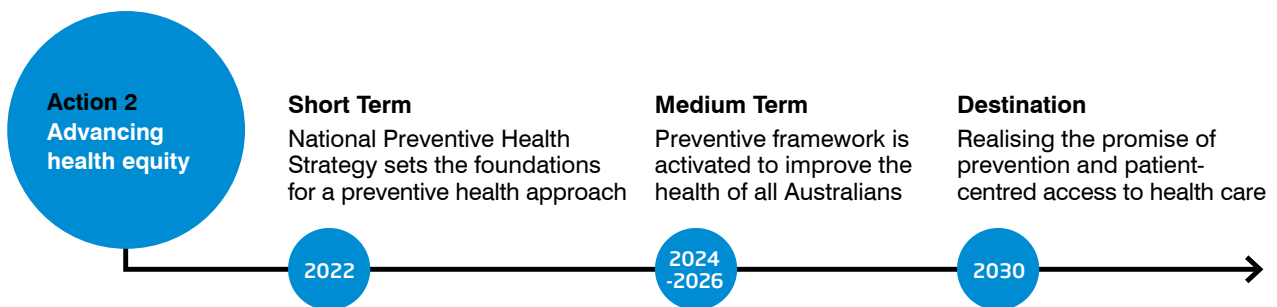 Action 2
Advancing
health equity
Short Term
National Preventive Health
Strategy sets the foundations
for a preventive health approach
Medium Term
Preventive framework is
activated to improve the
health of all Australians
Destination
Realising the promise of
prevention and patient-
centred access to health care
2022
2024
-2026
2030